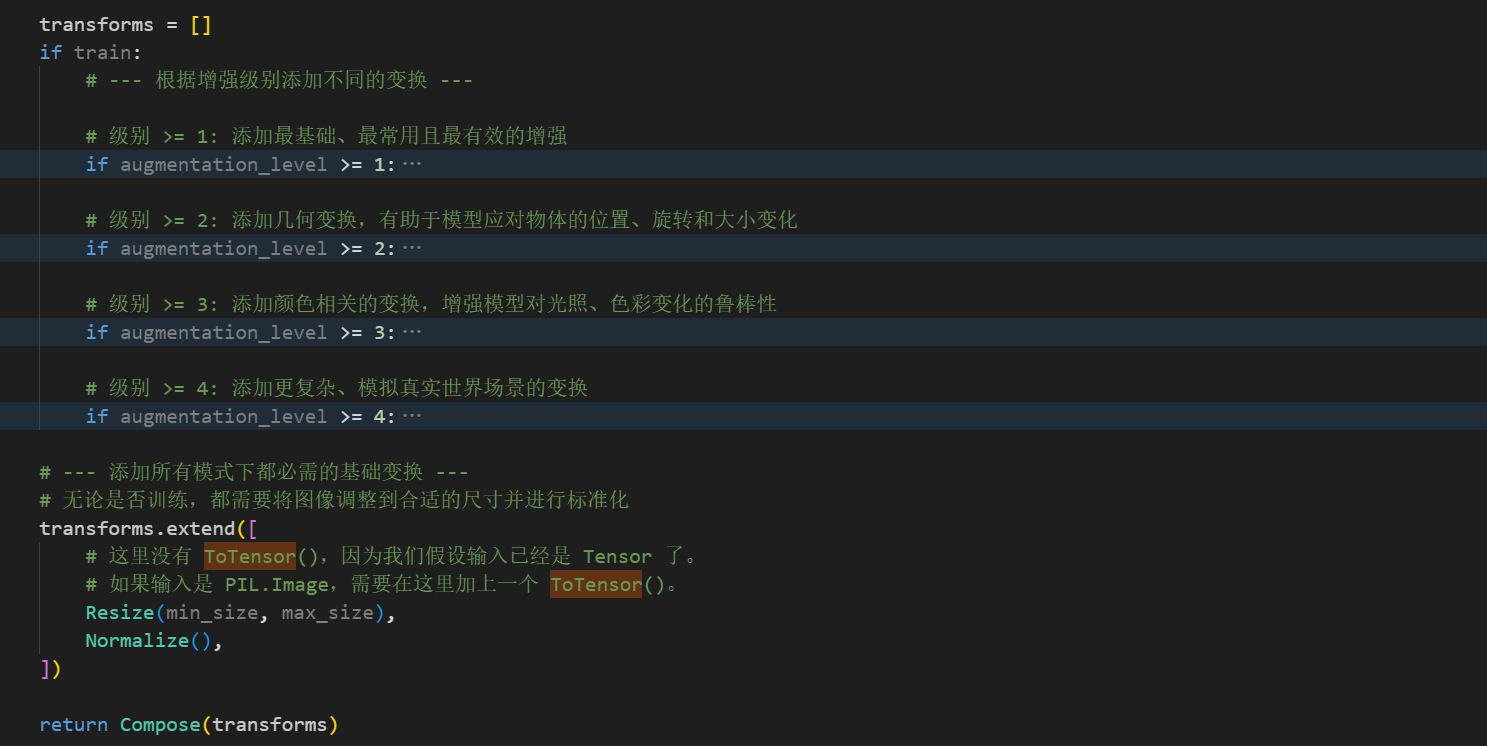 transforms = []
if train:
# --- 根据增强级别添加不同的变换 ---
# 级别 >= 1: 添加最基础、最常用且最有效的增强
if augmentation_level >= 1:···
# 级别 >= 2: 添加几何变换，有助于模型应对物体的位置、旋转和大小变化
if augmentation_level >= 2:···
# 级别 >= 3: 添加颜色相关的变换，增强模型对光照、色彩变化的鲁棒性
if augmentation_level >= 3:···
# 级别 >= 4: 添加更复杂、模拟真实世界场景的变换
if augmentation_level >= 4:···
# --- 添加所有模式下都必需的基础变换 ---
# 无论是否训练，都需要将图像调整到合适的尺寸并进行标准化
transforms.extend([
# 这里没有 ToTensor()，因为我们假设输入已经是 Tensor 了。
# 如果输入是 PIL.Image，需要在这里加上一个 ToTensor()。
Resize(min_size, max_size),
Normalize(),
])
return Compose(transforms)